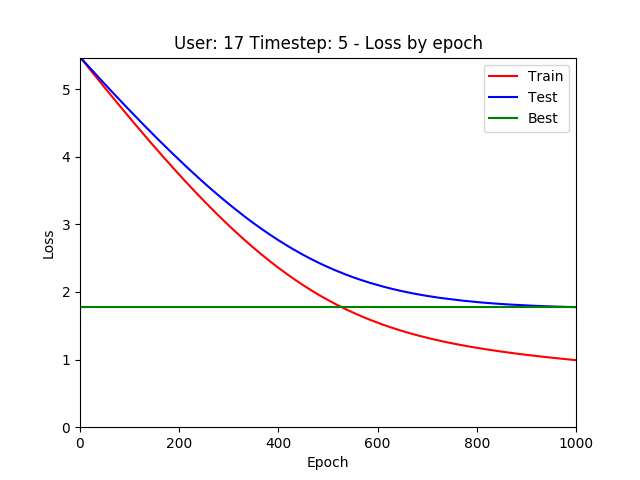 User: 17 Timestep: 5 - Loss by epoch
Train
Test
Best
5
4
3
2
1
0
Loss
0 200 400 600 800 1000
Epoch